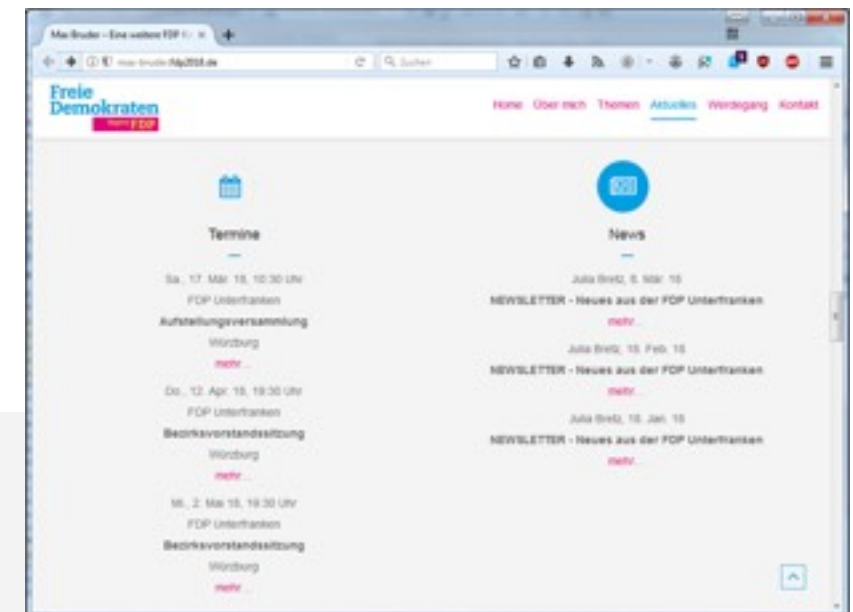 Max Bruder – Eine weitere FDP
max-bruder.fdp2018.de
Suchen
Freie
Demokraten
FDP
Home Über mich Themen Aktuelles Werdegang Kontakt
Termine
Sa., 17. Mär. 18, 10:30 Uhr
FDP Unterfranken
Aufstellungsversammlung
Würzburg
mehr...
Do., 12. Apr. 18, 19:30 Uhr
FDP Unterfranken
Bezirksvorstandssitzung
Würzburg
mehr...
Mi., 2. Mai 18, 19:30 Uhr
FDP Unterfranken
Bezirksvorstandssitzung
Würzburg
mehr...
News
Julia Bretz, 6. Mär. 18
NEWSLETTER - Neues aus der FDP Unterfranken
mehr...
Julia Bretz, 18. Feb. 18
NEWSLETTER - Neues aus der FDP Unterfranken
mehr...
Julia Bretz, 18. Jan. 18
NEWSLETTER - Neues aus der FDP Unterfranken
mehr...